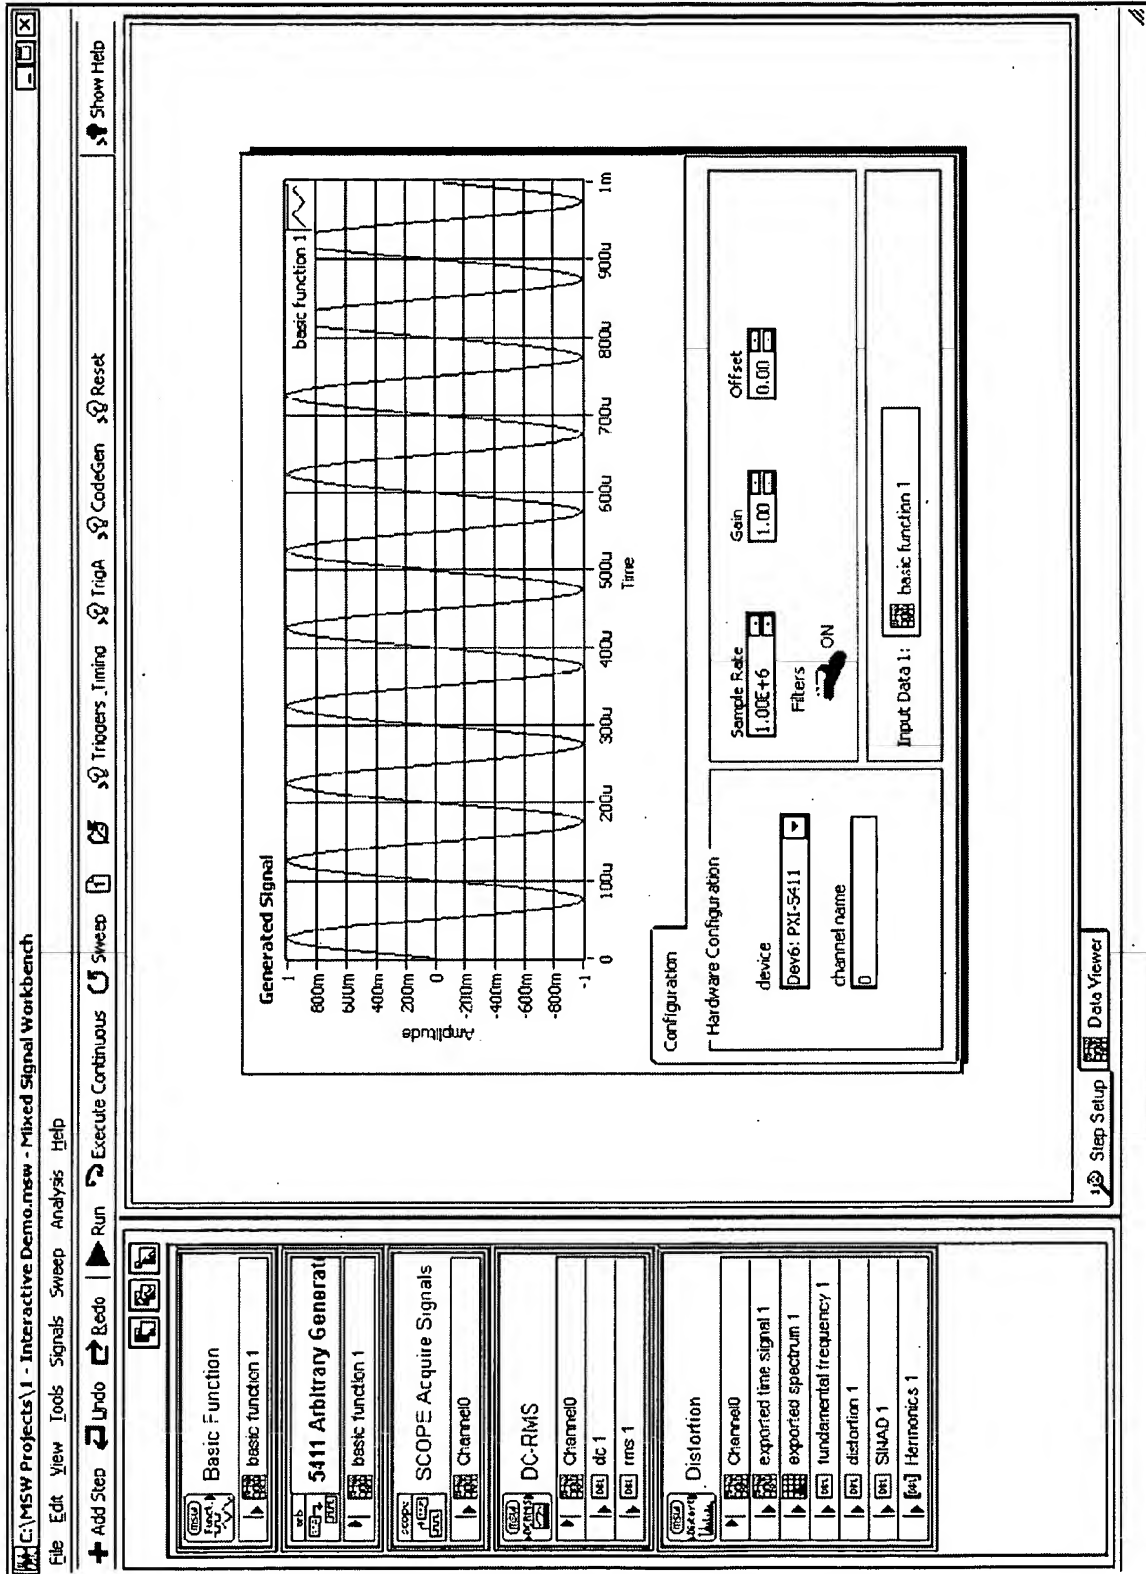 C:\MSW Projects\1 - Interactive Demo.msw - Mixed Signal Workbench
File Edit View Tools Signals Sweep Analysis Help
Add Step Undo Redo Run Execute Continuous Sweep 1 Triggers_Timing TrigA CodeGen Reset Show Help
Basic Function
basic function 1
arb
5411 Arbitrary Generat
basic function 1
scope
SCOPE Acquire Signals
Channel0
DC-RMS
Channel0
dc 1
rms 1
Distortion
Channel0
exported time signal 1
exported spectrum 1
fundamental frequency 1
distortion 1
SINAD 1
Harmonics 1
Generated Signal
basic function 1
Amplitude
1
800m
600m
400m
200m
0
-200m
-400m
-600m
-800m
-1
0 100u 200u 300u 400u 500u 600u 700u 800u 900u 1m
Time
Configuration
Hardware Configuration
device
Dev6: PXI-5411
channel name
0
Sample Rate Gain Offset
1.00E+6 1.00 0.00
Filters
ON
Input Data 1: basic function 1
Step Setup Data Viewer